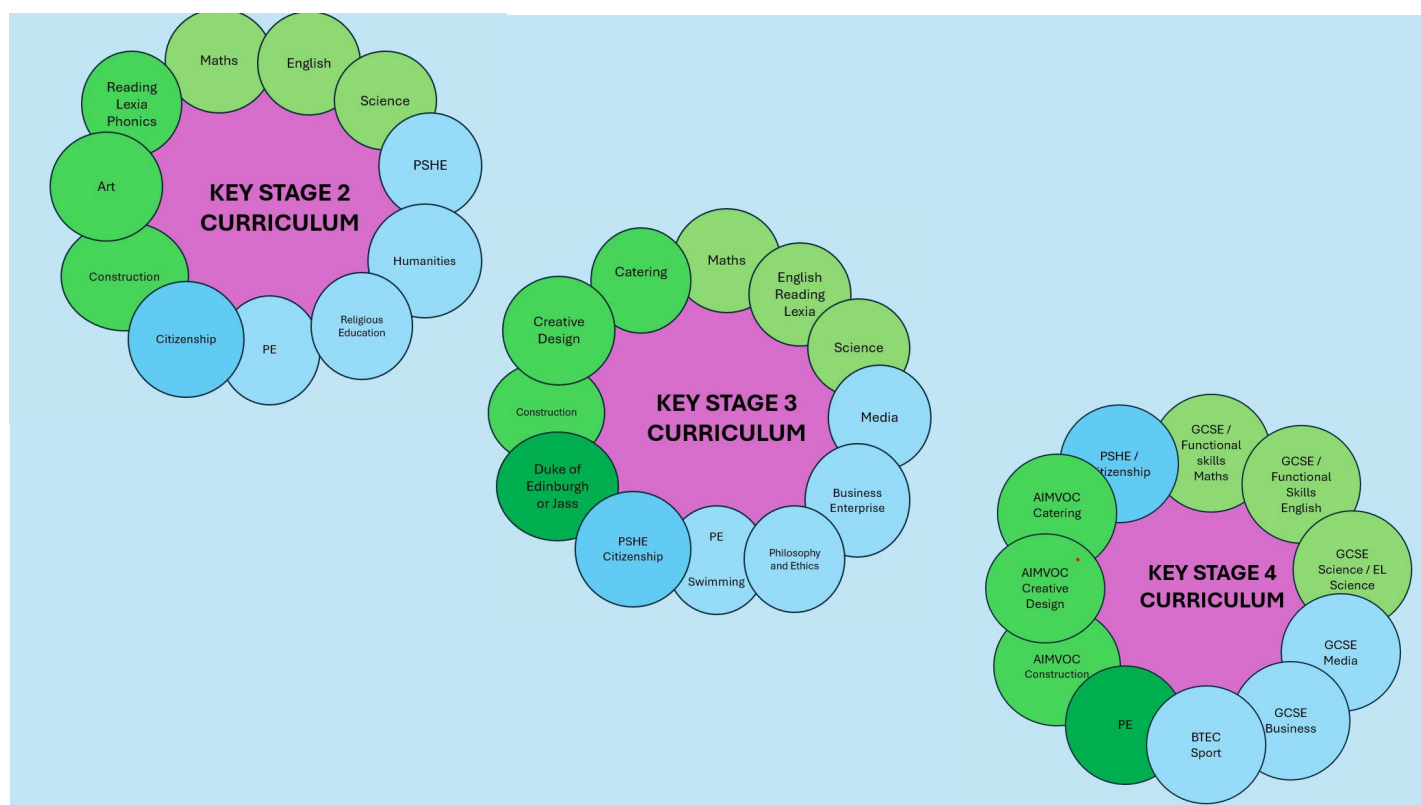 KEY STAGE 2
CURRICULUM
Maths
English
Science
PSHE
Humanities
Religious
Education
PE
Citizenship
Construction
Art
Reading
Lexia
Phonics
KEY STAGE 3
CURRICULUM
Maths
English
Reading
Lexia
Science
Media
Business
Enterprise
Philosophy
and Ethics
PE
Swimming
PSHE
Citizenship
Duke of
Edinburgh
or Jass
Construction
Creative
Design
Catering
KEY STAGE 4
CURRICULUM
GCSE /
Functional
skills
Maths
GCSE /
Functional
Skills
English
GCSE
Science / EL
Science
GCSE
Media
GCSE
Business
BTEC
Sport
PE
AIMVOC
Construction
AIMVOC
Creative
Design
AIMVOC
Catering
PSHE /
itizenship